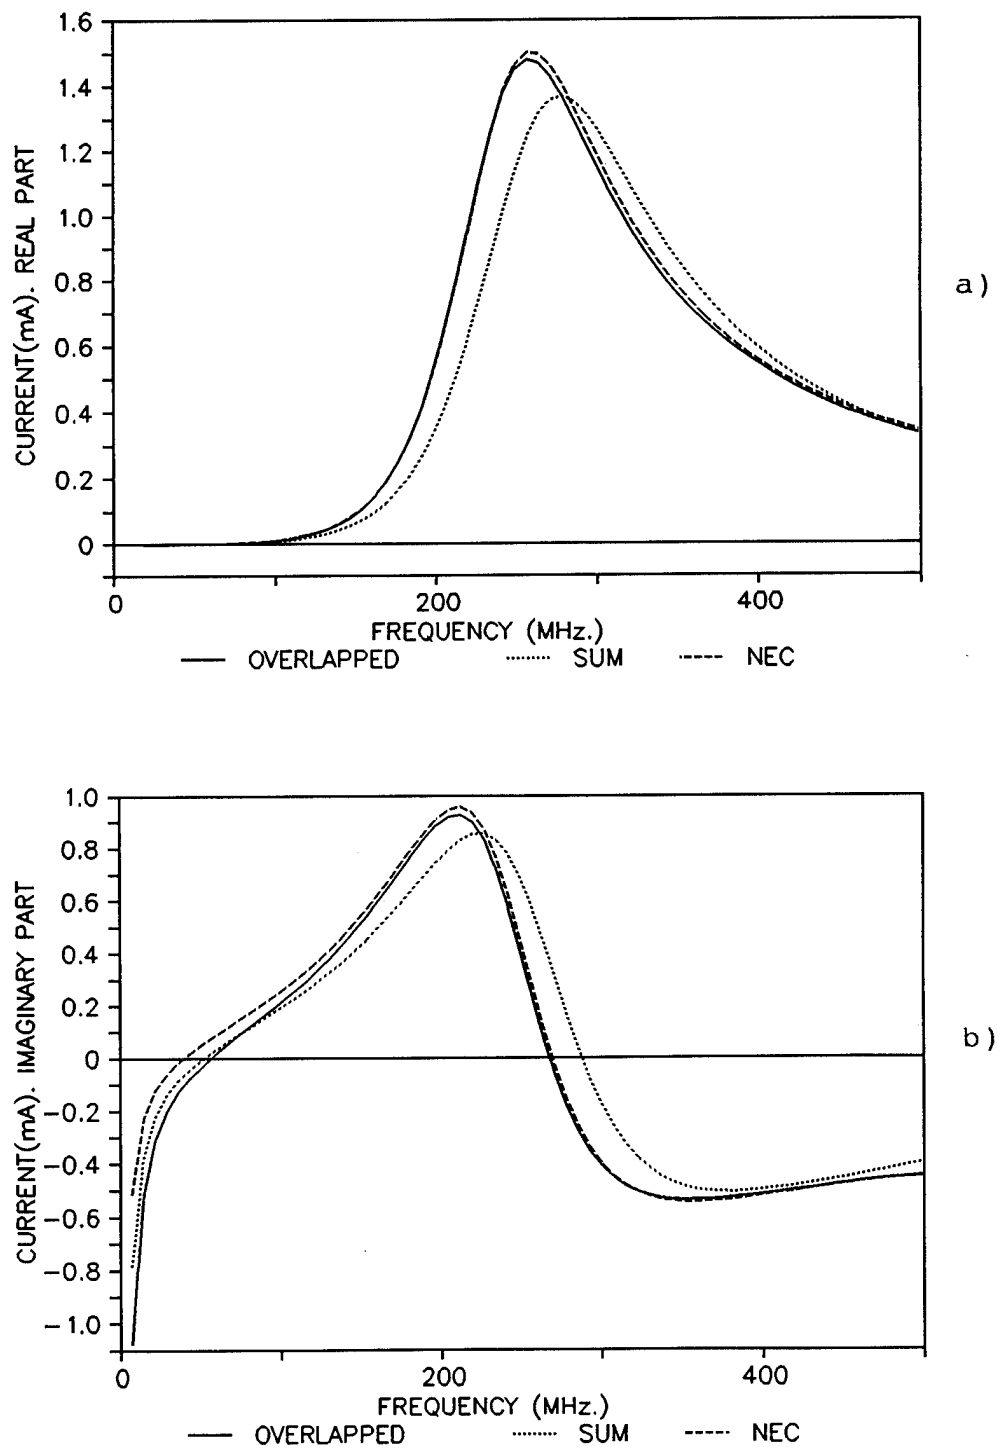 1.6
1.4
1.2
1.0
0.8
0.6
0.4
0.2
0
CURRENT(mA). REAL PART
a)
0
200
400
FREQUENCY (MHz.)
OVERLAPPED
SUM
NEC
1.0
0.8
0.6
0.4
0.2
0
-0.2
-0.4
-0.6
-0.8
-1.0
CURRENT(mA). IMAGINARY PART
b)
0
200
400
FREQUENCY (MHz.)
OVERLAPPED
SUM
NEC